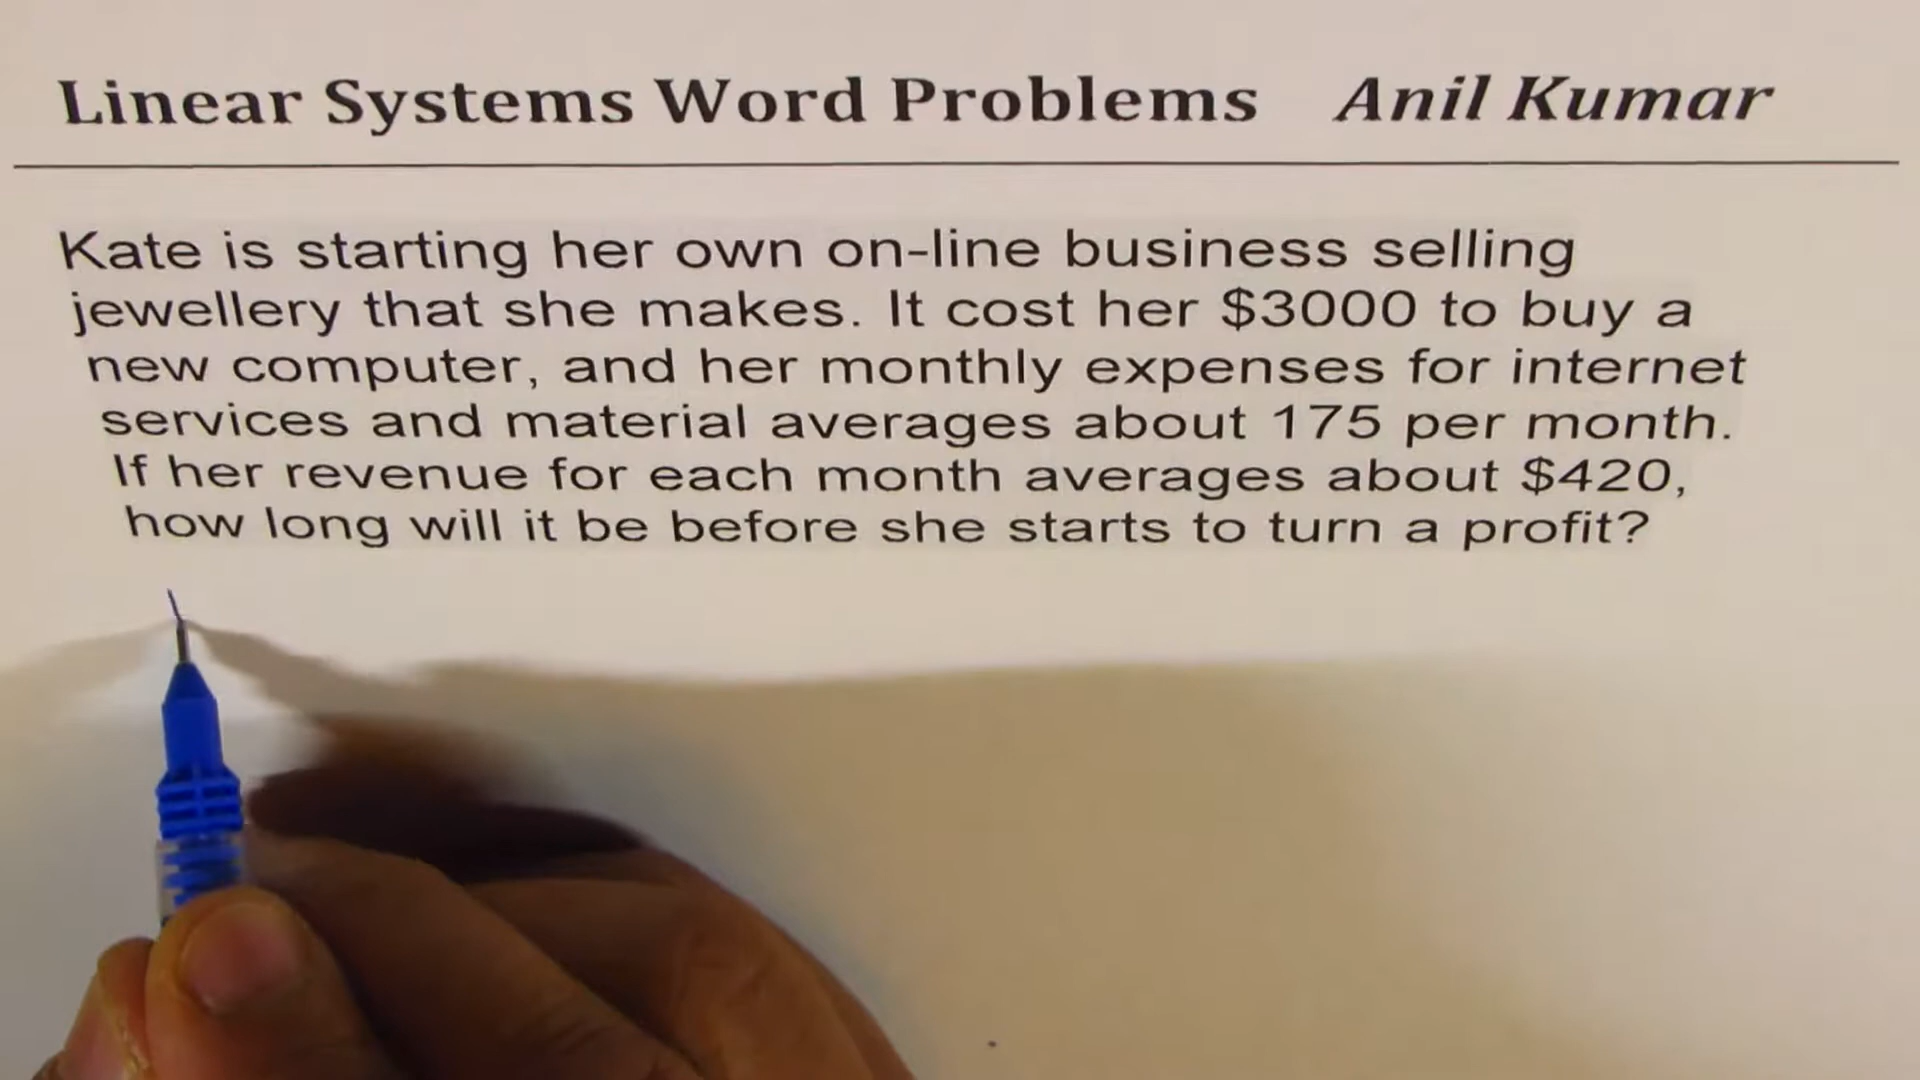 Linear Systems Word Problems Anil Kumar
Kate is starting her own on-line business selling
jewellery that she makes. It cost her $3000 to buy a
new computer, and her monthly expenses for internet
services and material averages about 175 per month.
If her revenue for each month averages about $420,
how long will it be before she starts to turn a profit?